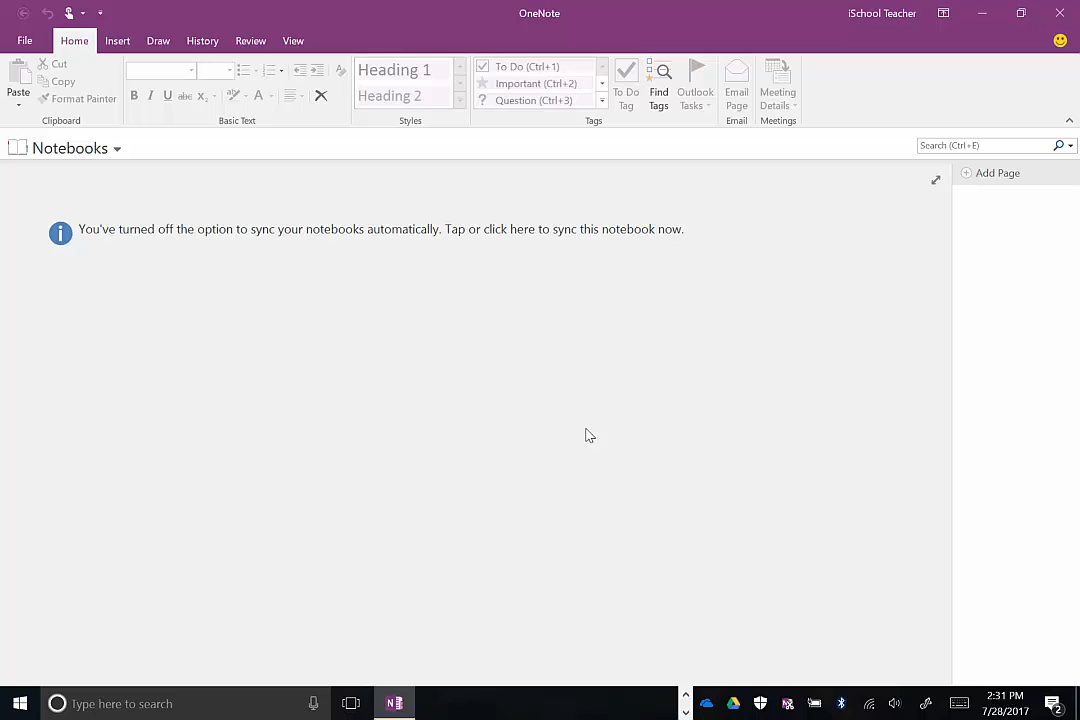 OneNote
iSchool Teacher
File Home Insert Draw History Review View
Paste
Cut
Copy
Format Painter
Clipboard
B I U abc X₂ A
Basic Text
Heading 1
Heading 2
Styles
To Do (Ctrl+1)
Important (Ctrl+2)
Question (Ctrl+3)
Tags
To Do
Tag
Find
Tags
Outlook
Tasks
Email
Page
Email
Meeting
Details
Meetings
Notebooks
Search (Ctrl+E)
Add Page
You've turned off the option to sync your notebooks automatically. Tap or click here to sync this notebook now.
Type here to search
2:31 PM
7/28/2017
2